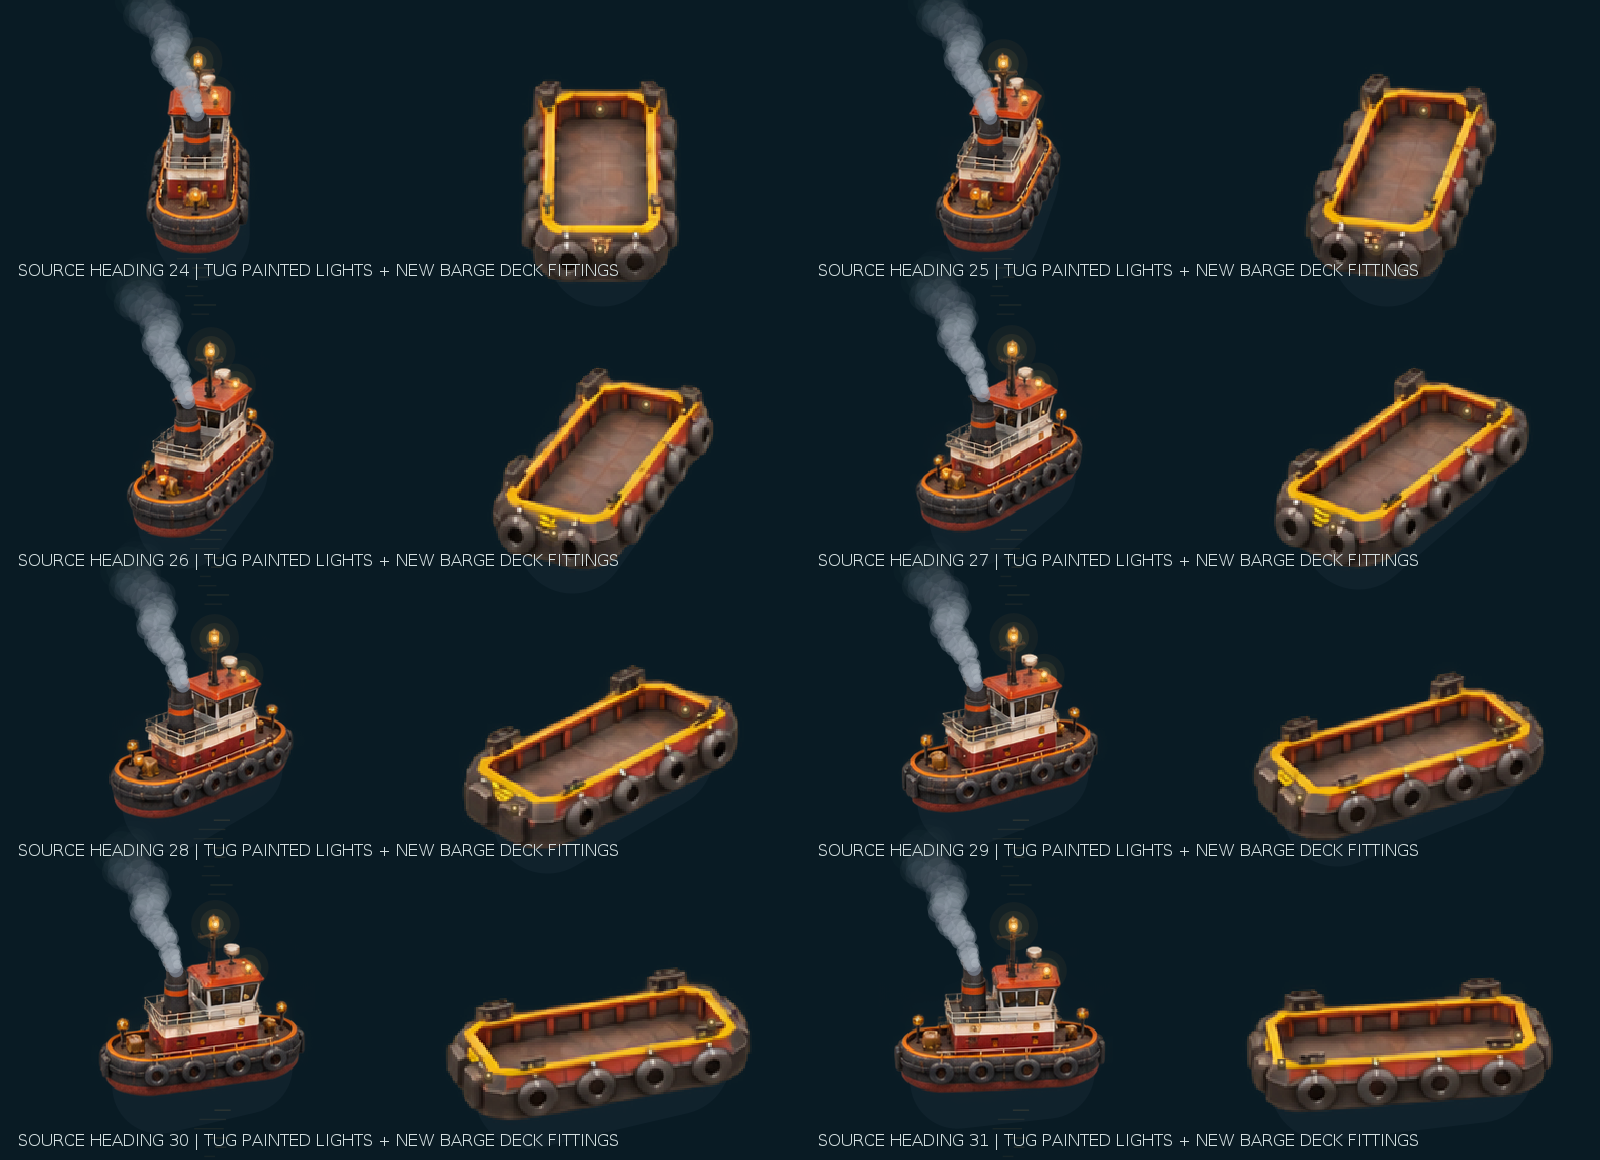 SOURCE HEADING 24 | TUG PAINTED LIGHTS + NEW BARGE DECK FITTINGS
SOURCE HEADING 25 | TUG PAINTED LIGHTS + NEW BARGE DECK FITTINGS
SOURCE HEADING 26 | TUG PAINTED LIGHTS + NEW BARGE DECK FITTINGS
SOURCE HEADING 27 | TUG PAINTED LIGHTS + NEW BARGE DECK FITTINGS
SOURCE HEADING 28 | TUG PAINTED LIGHTS + NEW BARGE DECK FITTINGS
SOURCE HEADING 29 | TUG PAINTED LIGHTS + NEW BARGE DECK FITTINGS
SOURCE HEADING 30 | TUG PAINTED LIGHTS + NEW BARGE DECK FITTINGS
SOURCE HEADING 31 | TUG PAINTED LIGHTS + NEW BARGE DECK FITTINGS